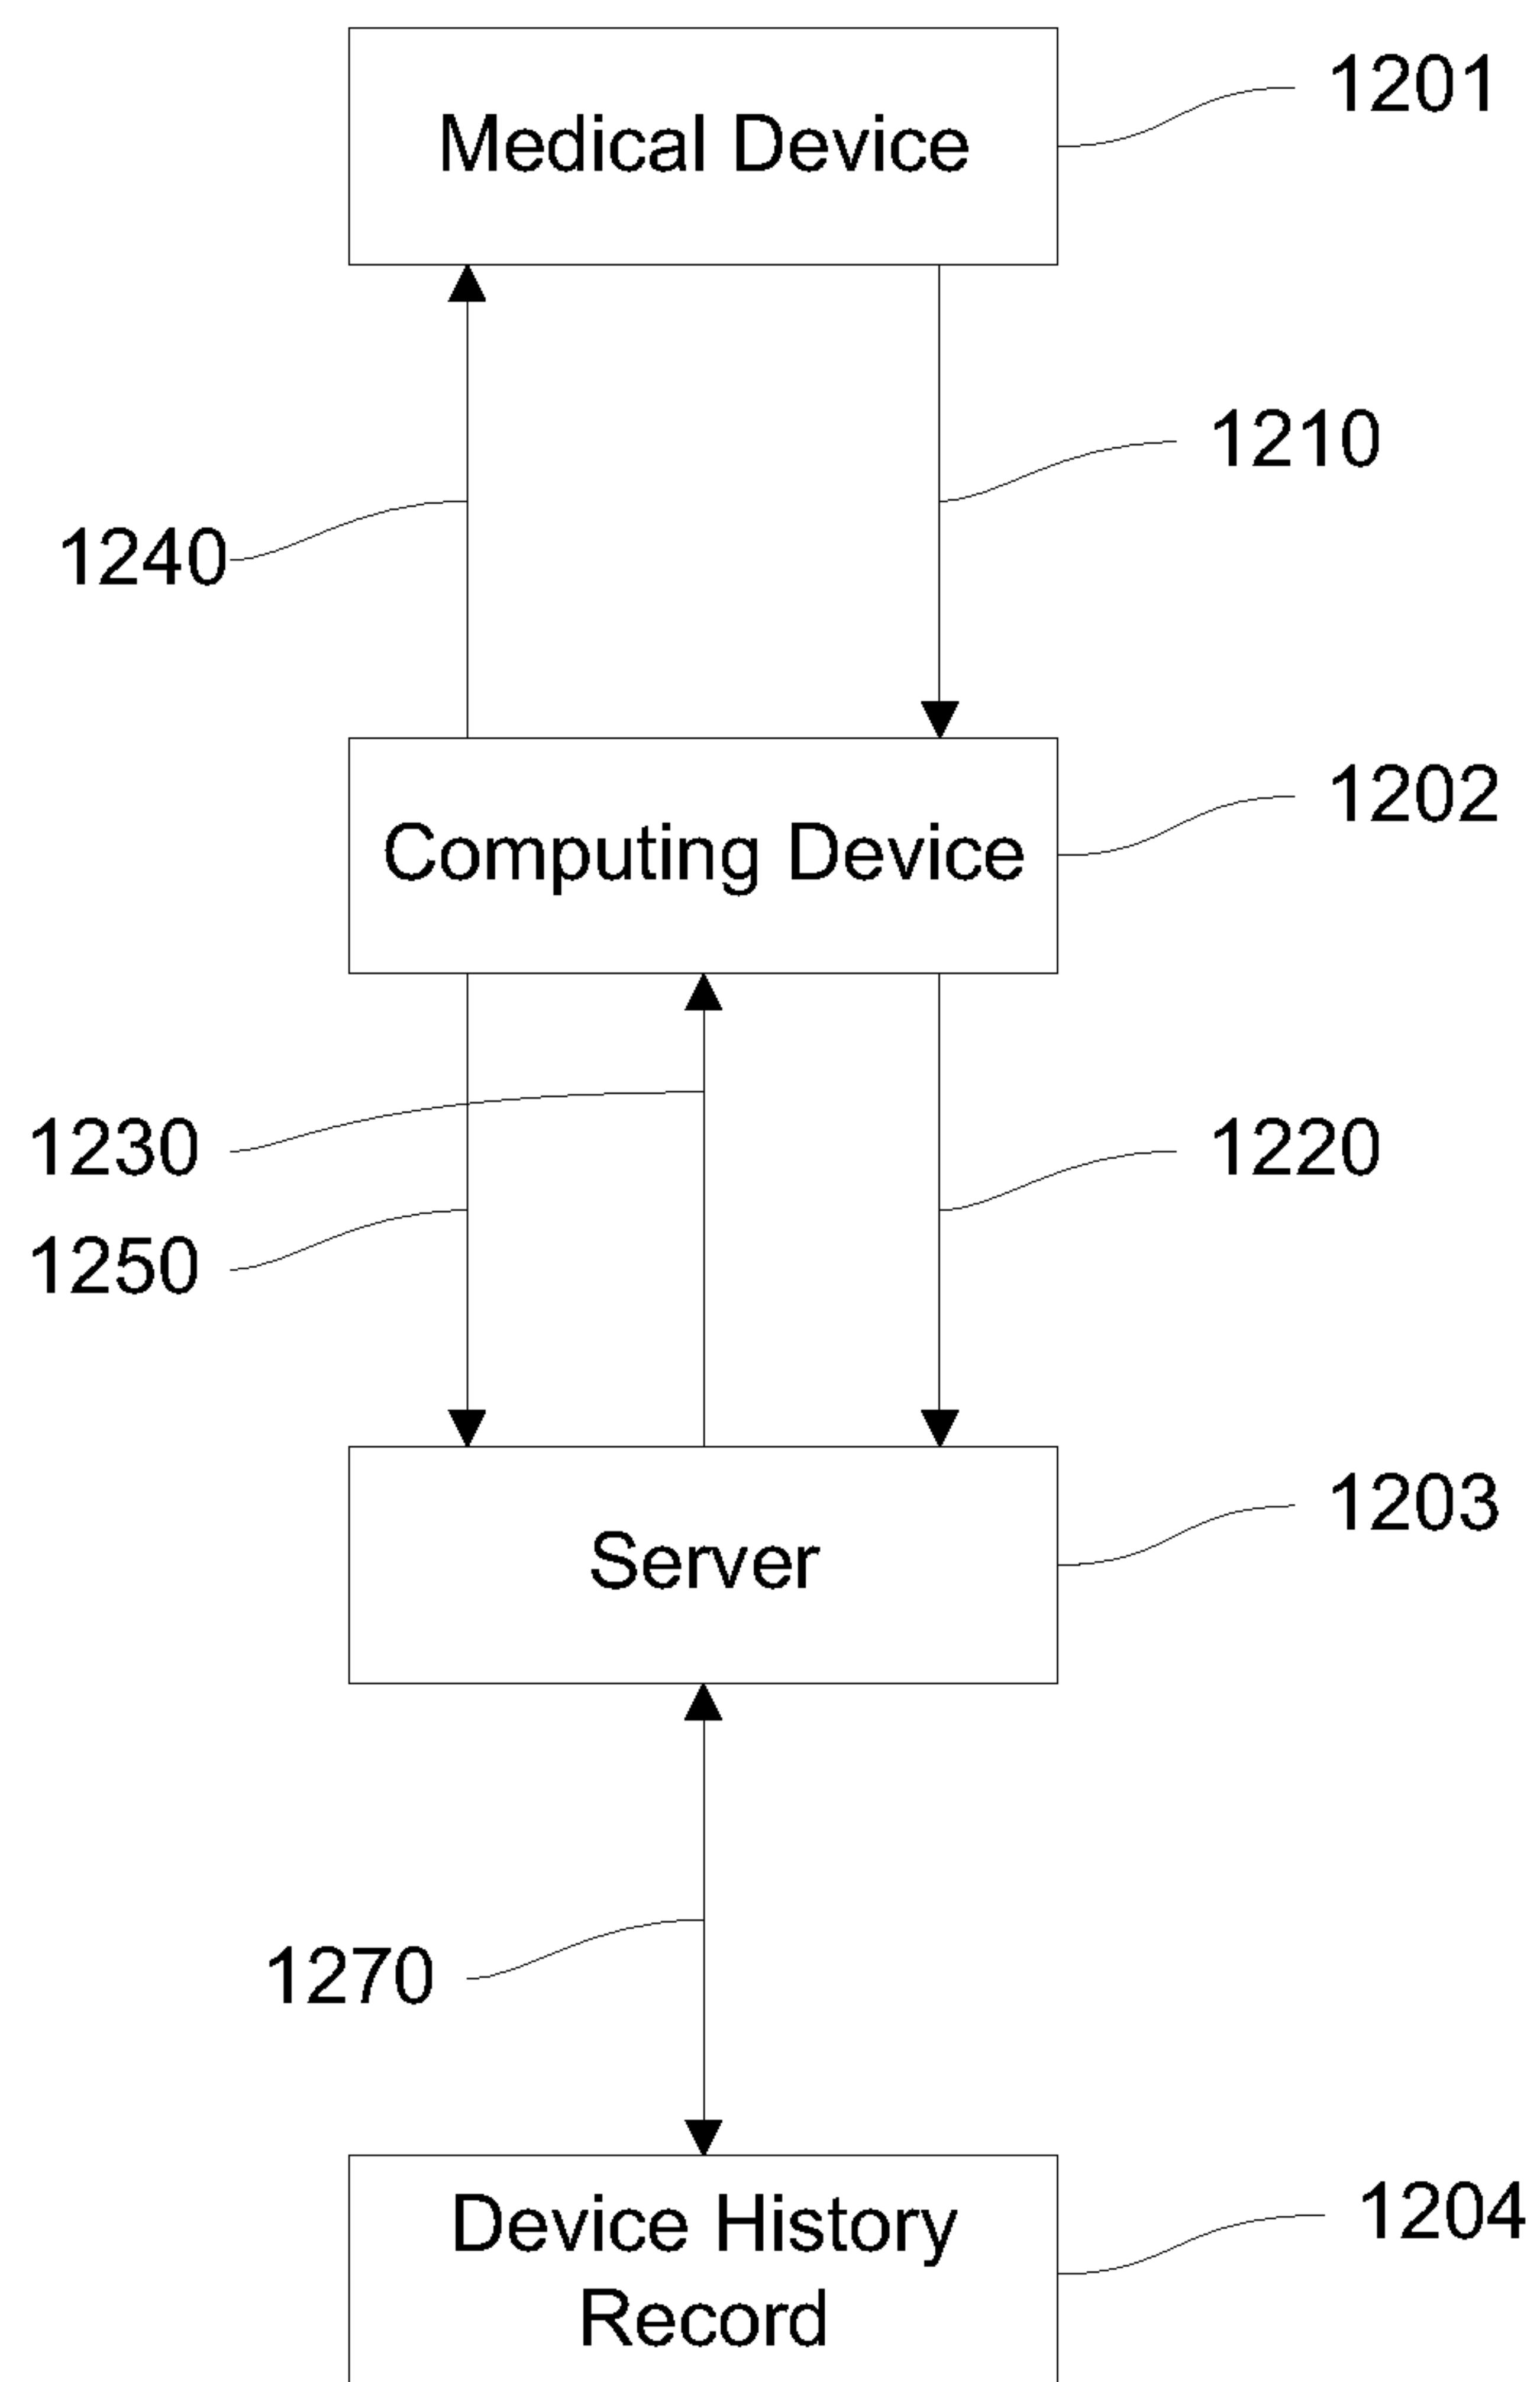 1201
Medical Device
1210
1240
1202
Computing Device
1230
1220
1250
1203
Server
1270
1204
Device History
Record